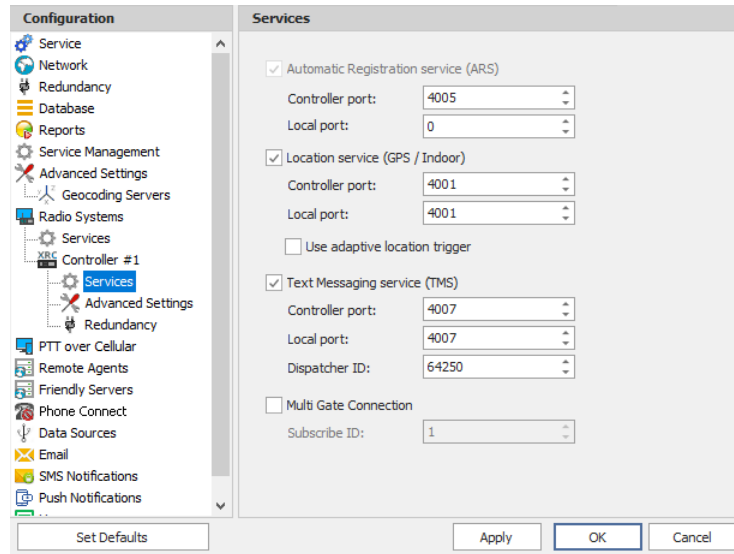 Configuration
Service
Network
Redundancy
Database
Reports
Service Management
Advanced Settings
Geocoding Servers
Radio Systems
Services
XRC Controller #1
Services
Advanced Settings
Redundancy
PTT over Cellular
Remote Agents
Friendly Servers
Phone Connect
Data Sources
Email
SMS Notifications
Push Notifications
Set Defaults
Services
Automatic Registration service (ARS)
Controller port: 4005
Local port: 0
Location service (GPS / Indoor)
Controller port: 4001
Local port: 4001
Use adaptive location trigger
Text Messaging service (TMS)
Controller port: 4007
Local port: 4007
Dispatcher ID: 64250
Multi Gate Connection
Subscribe ID: 1
Apply OK Cancel